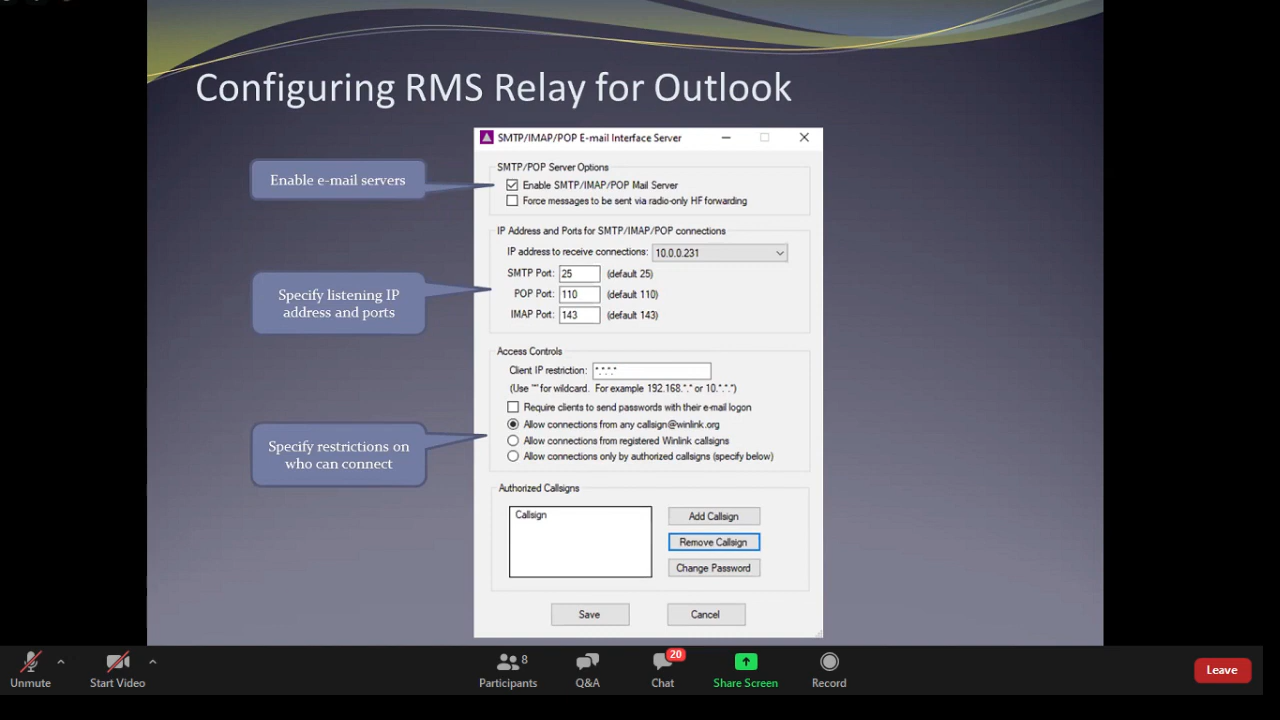 Configuring RMS Relay for Outlook
SMTP/IMAP/POP E-mail Interface Server
Enable e-mail servers
SMTP/POP Server Options
Enable SMTP/IMAP/POP Mail Server
Force messages to be sent via radio-only HF forwarding
Specify listening IP
address and ports
IP Address and Ports for SMTP/IMAP/POP connections
IP address to receive connections: 10.0.0.231
SMTP Port: 25 (default 25)
POP Port: 110 (default 110)
IMAP Port: 143 (default 143)
Specify restrictions on
who can connect
Access Controls
Client IP restriction: *.*.*.*
(Use "*" for wildcard. For example 192.168.*.* or 10.*.*.*)
Require clients to send passwords with their e-mail logon
Allow connections from any callsign@winlink.org
Allow connections from registered Winlink callsigns
Allow connections only by authorized callsigns (specify below)
Authorized Callsigns
Callsign
Add Callsign
Remove Callsign
Change Password
Save Cancel
Unmute
Start Video
8
Participants
Q&A
20
Chat
Share Screen
Record
Leave